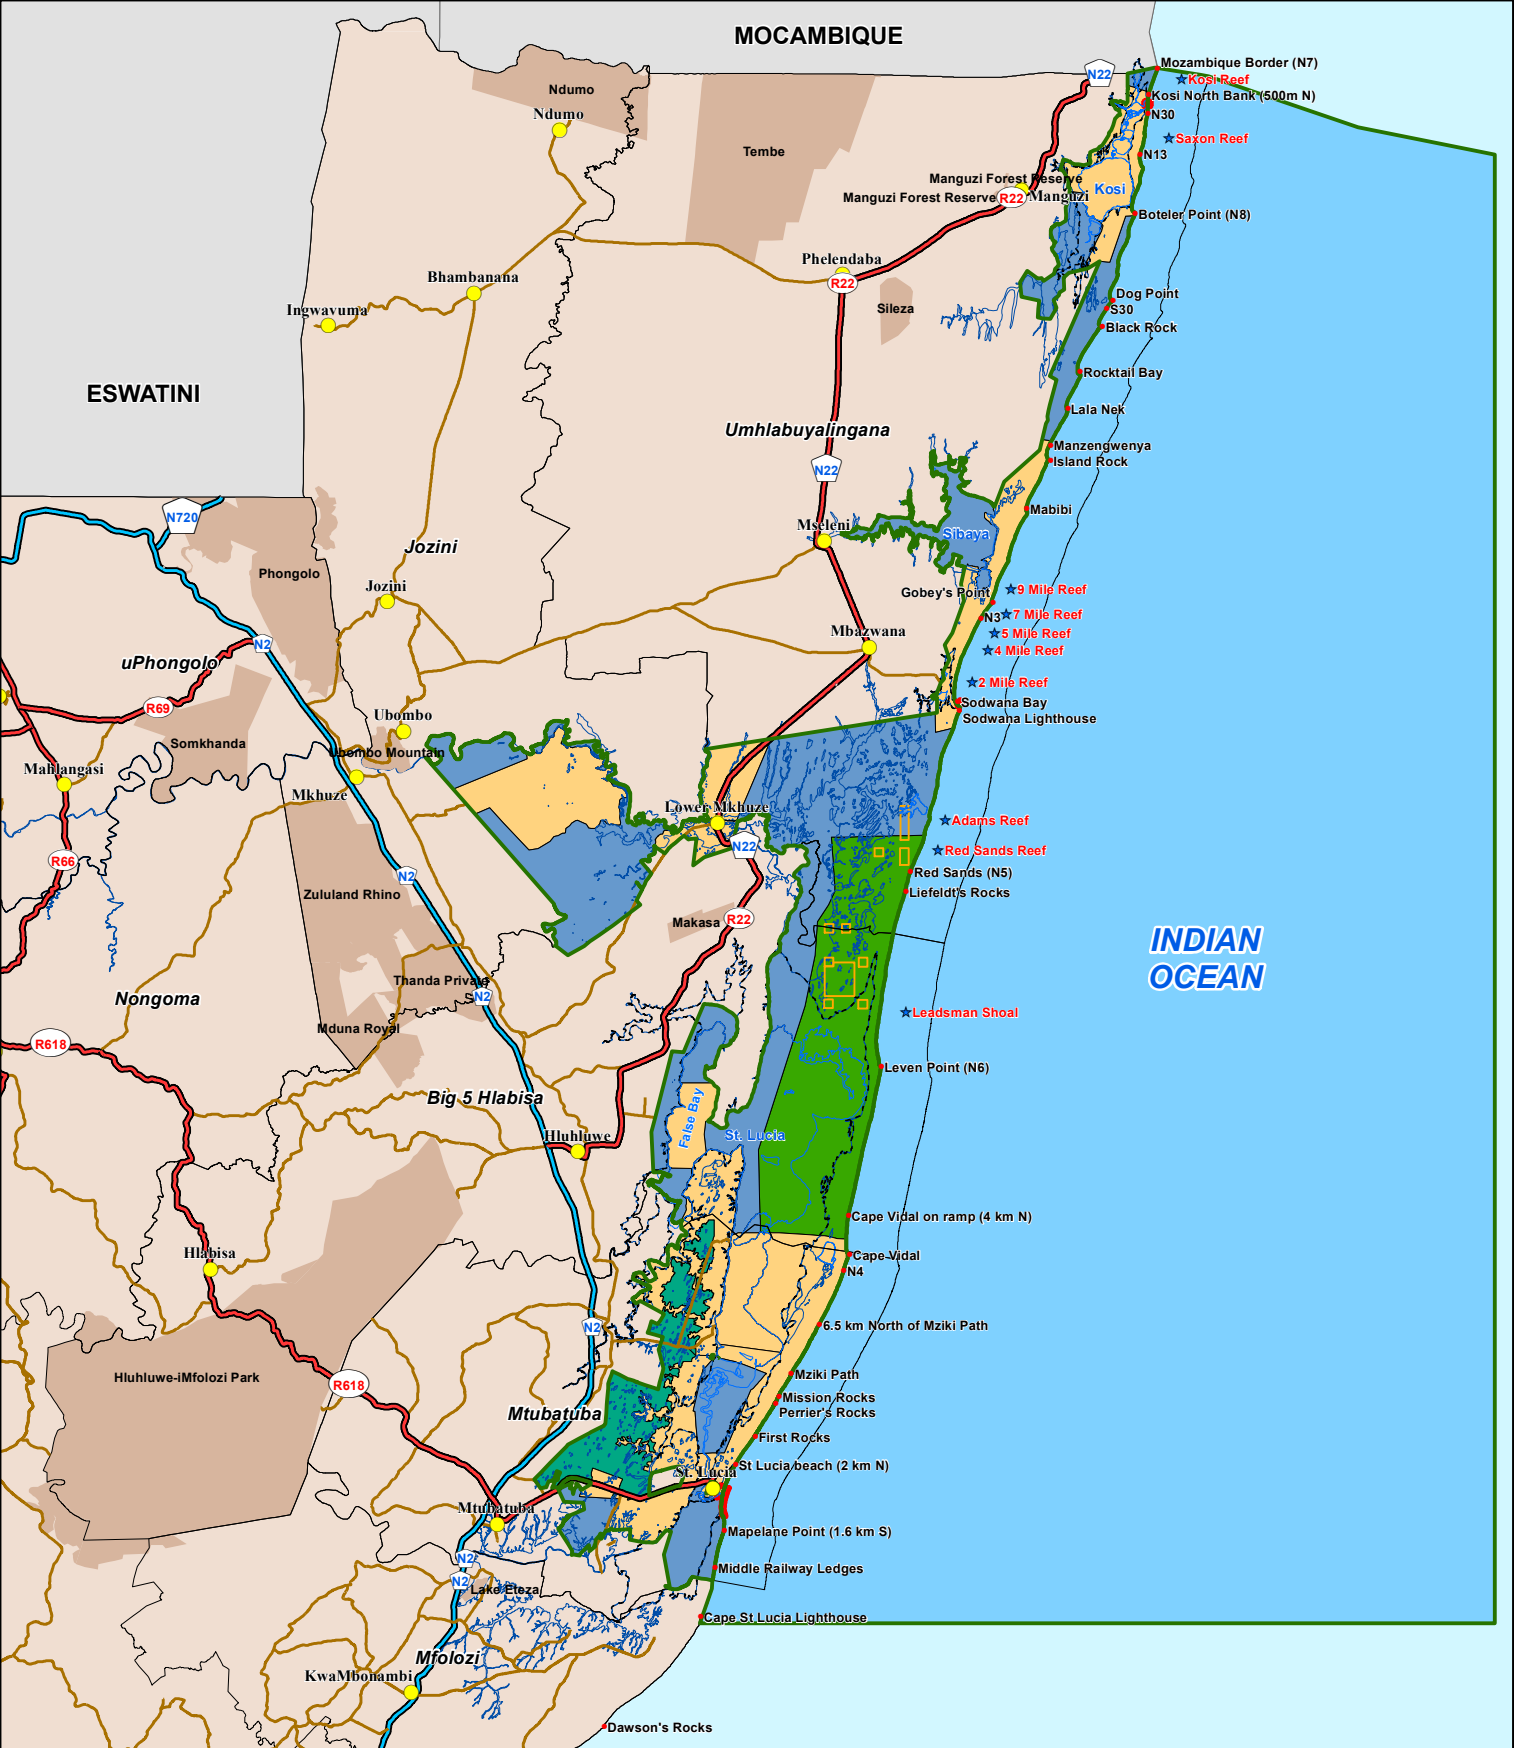 MOCAMBIQUE
Mozambique Border (N7)
N22
Kosi Reef
Ndumo
Kosi North Bank (500m N)
Ndumo
N30
Saxon Reef
Tembe
N13
Manguzi Forest Reserve
Kosi
Manguzi Forest Reserve
R22
Manguzi
Boteler Point (N8)
Phelendaba
Bhambanana
R22
Dog Point
Ingwavuma
Sileza
S30
Black Rock
Rocktail Bay
ESWATINI
Lala Nek
Umhlabuyalingana
Manzengwenya
Island Rock
N22
Mabibi
N720
Mseleni
Sibaya
Jozini
Phongolo
Jozini
Gobey's Point
9 Mile Reef
N3
7 Mile Reef
Mbazwana
5 Mile Reef
N2
4 Mile Reef
uPhongolo
2 Mile Reef
R69
Sodwana Bay
Ubombo
Sodwana Lighthouse
Somkhanda
Ubombo Mountain
Mahlangasi
Mkhuze
Lower Mkhuze
Adams Reef
N22
Red Sands Reef
R66
N2
Red Sands (N5)
Zululand Rhino
Liefeldt's Rocks
Makasa
R22
INDIAN
OCEAN
Thanda Private
N2
Nongoma
Leadsman Shoal
Mduna Royal
R618
Leven Point (N6)
Big 5 Hlabisa
False Bay
Hluhluwe
St. Lucia
Cape Vidal on ramp (4 km N)
Hlabisa
Cape Vidal
N4
N2
6.5 km North of Mziki Path
Hluhluwe-iMfolozi Park
Mziki Path
R618
Mission Rocks
Mtubatuba
Perrier's Rocks
First Rocks
St Lucia beach (2 km N)
St. Lucia
Mtubatuba
Mapelane Point (1.6 km S)
N2
Middle Railway Ledges
N2
Lake Eteza
Cape St Lucia Lighthouse
Mfolozi
KwaMbonambi
Dawson's Rocks